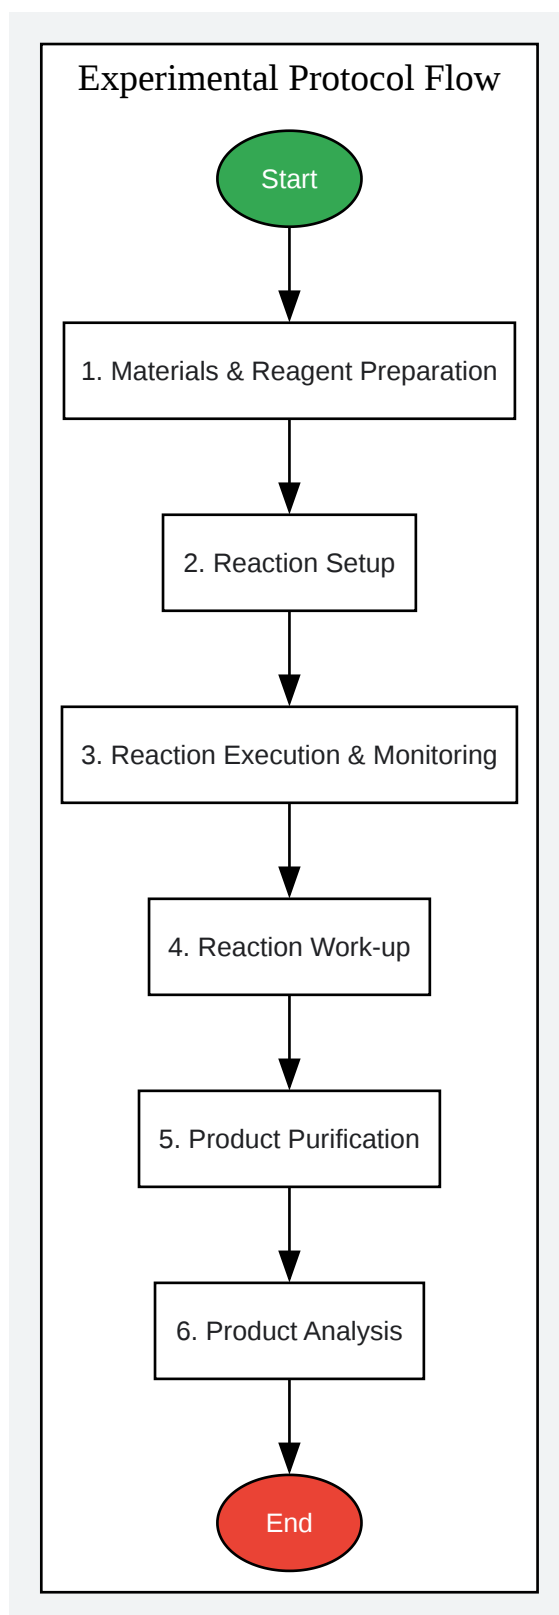 Experimental Protocol Flow
Start
1. Materials & Reagent Preparation
2. Reaction Setup
3. Reaction Execution & Monitoring
4. Reaction Work-up
5. Product Purification
6. Product Analysis
End